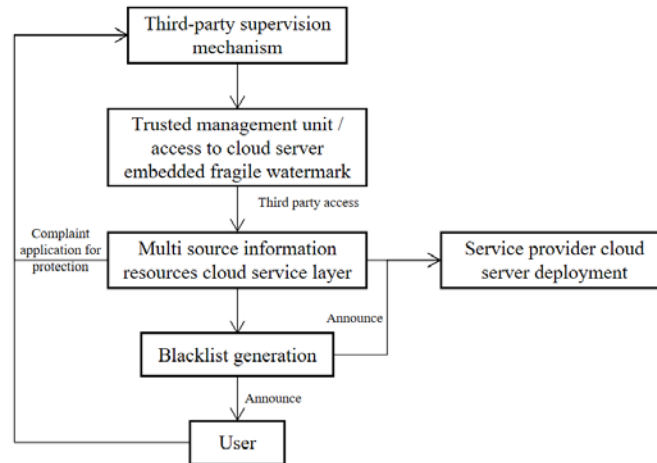 Third-party supervision
mechanism
Trusted management unit /
access to cloud server
embedded fragile watermark
Third party access
Complaint
application for
protection
Multi source information
resources cloud service layer
Service provider cloud
server deployment
Announce
Blacklist generation
Announce
User